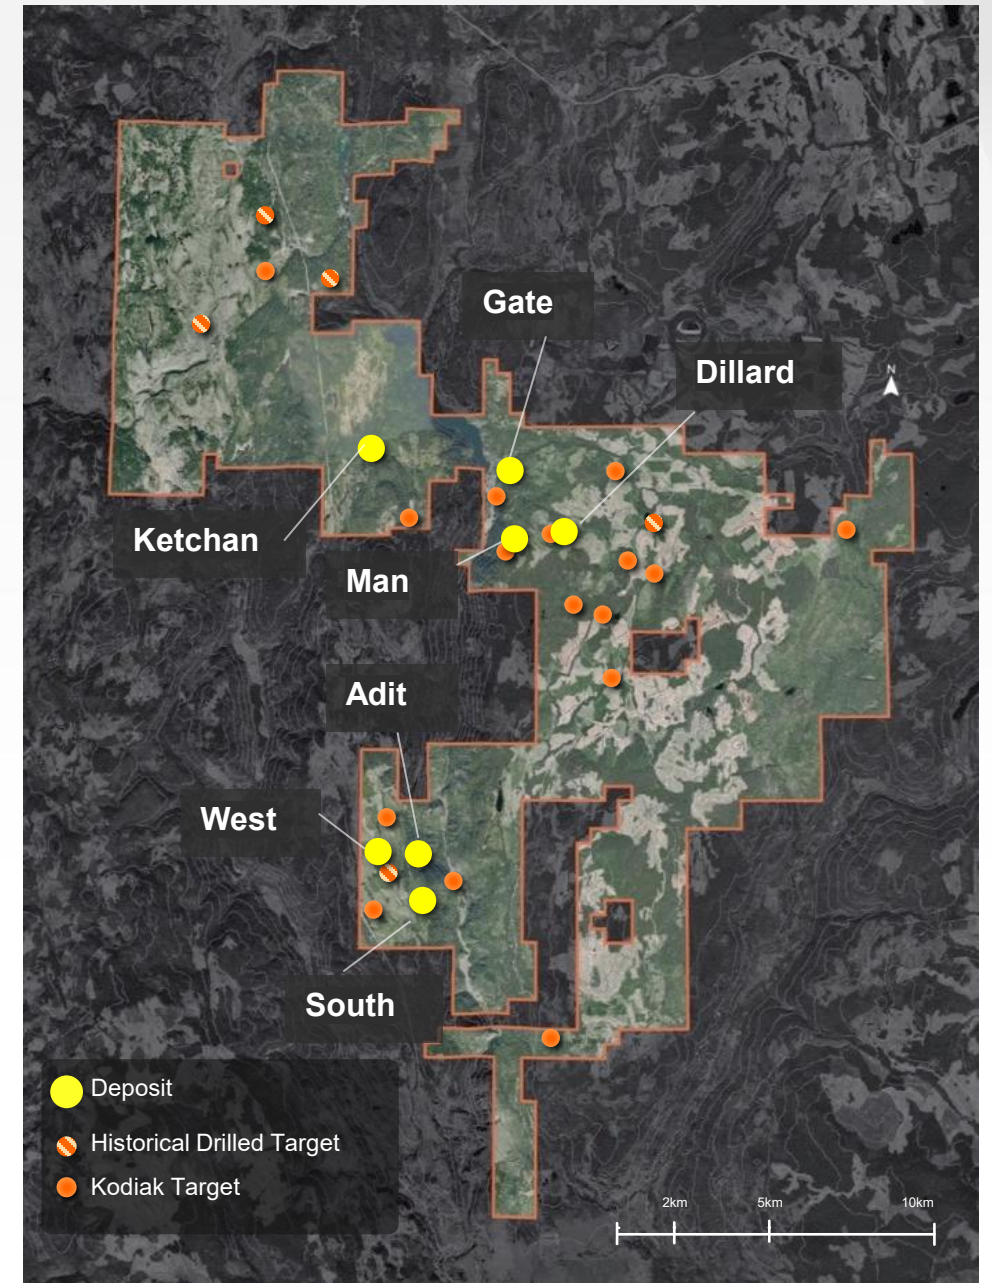 Gate
Dillard
N
Ketchan
Man
Adit
West
South
Deposit
Historical Drilled Target
Kodiak Target
2km 5km 10km